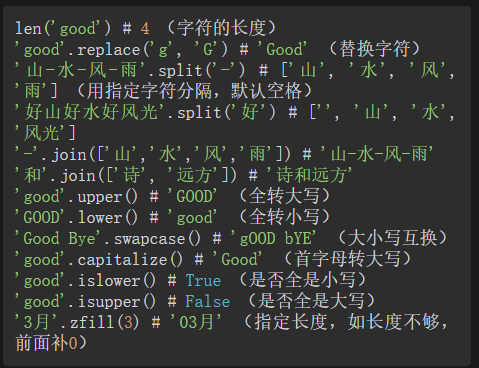 len('good') # 4 （字符的长度）
'good'.replace('g', 'G') # 'Good' （替换字符）
'山-水-风-雨'.split('-') # ['山', '水', '风',
'雨'] （用指定字符分隔，默认空格）
'好山好水好风光'.split('好') # ['', '山', '水',
'风光']
'-'.join(['山','水','风','雨']) # '山-水-风-雨'
'和'.join(['诗', '远方']) # '诗和远方'
'good'.upper() # 'GOOD' （全转大写）
'GOOD'.lower() # 'good' （全转小写）
'Good Bye'.swapcase() # 'gOOD bYE' （大小写互换）
'good'.capitalize() # 'Good' （首字母转大写）
'good'.islower() # True （是否全是小写）
'good'.isupper() # False （是否全是大写）
'3月'.zfill(3) # '03月' （指定长度，如长度不够，
前面补0）